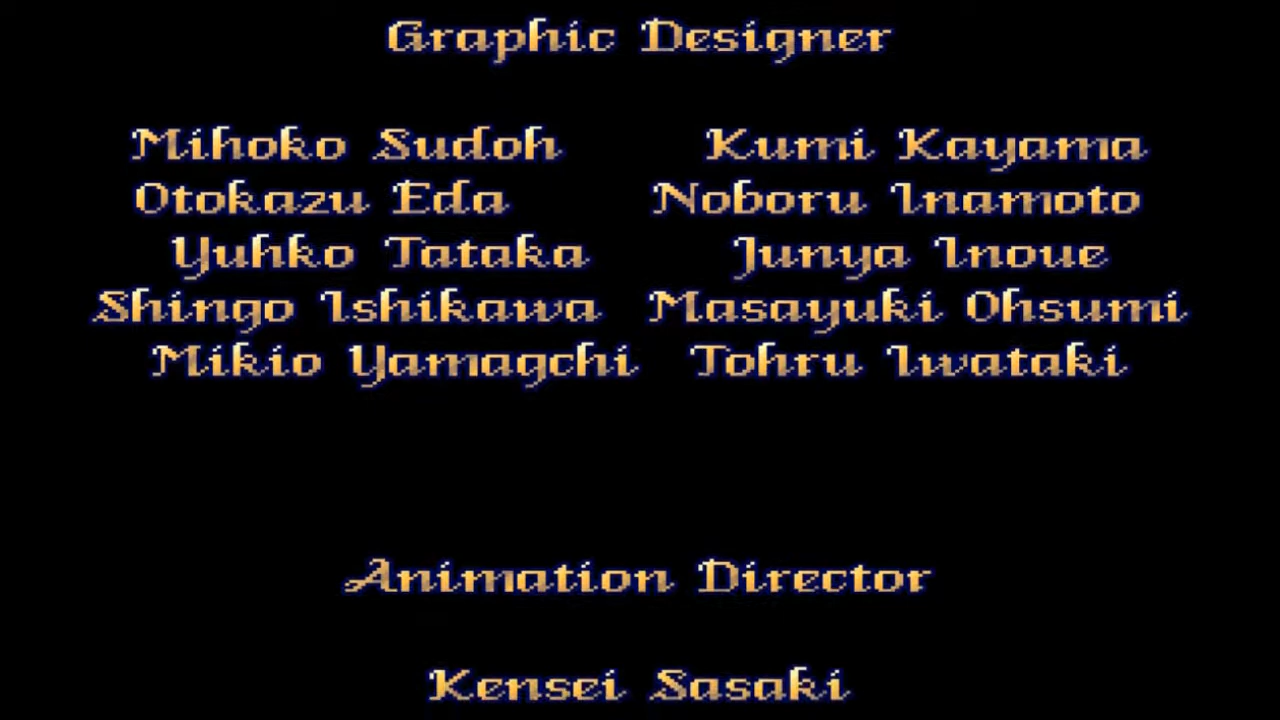 Graphic Designer
Mihoko Sudoh Kumi Kayama
Otokazu Eda Noboru Inamoto
Yuhko Tataka Junya Inoue
Shingo Ishikawa Masayuki Ohsumi
Mikio Yamagchi Tohru Iwataki
Animation Director
Kensei Sasaki